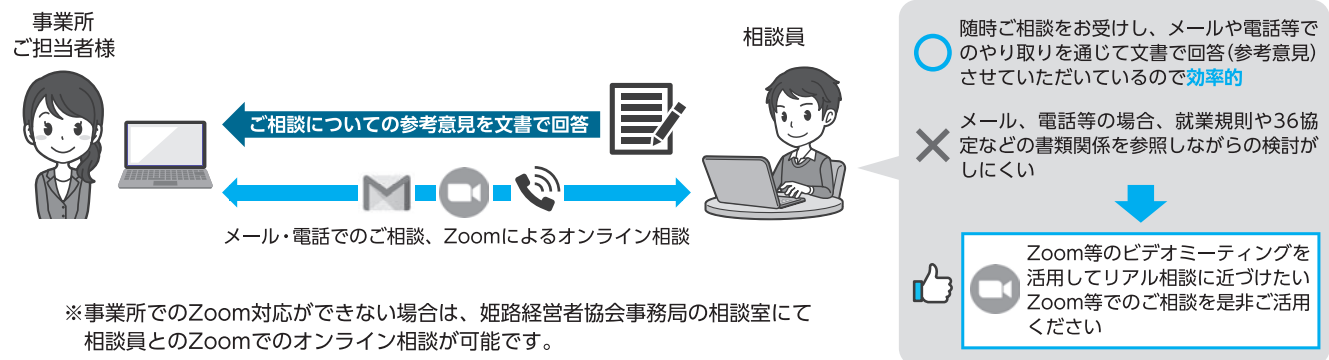 事業所
ご担当者様
相談員
ご相談についての参考意見を文書で回答
メール・電話でのご相談、Zoomによるオンライン相談
※事業所でのZoom対応ができない場合は、姫路経営者協会事務局の相談室にて
相談員とのZoomでのオンライン相談が可能です。
随時ご相談をお受けし、メールや電話等で
のやり取りを通じて文書で回答(参考意見)
させていただいているので効率的
メール、電話等の場合、就業規則や36協
定などの書類関係を参照しながらの検討が
しにくい
Zoom等のビデオミーティングを
活用してリアル相談に近づけたい
Zoom等でのご相談を是非ご活用
ください